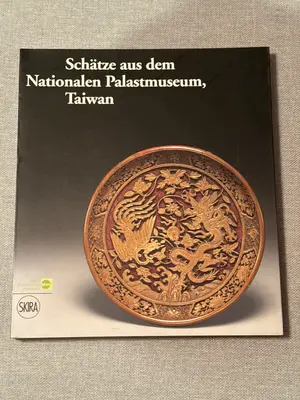 Schätze aus dem
Nationalen Palastmuseum,
Taiwan
SKIRA